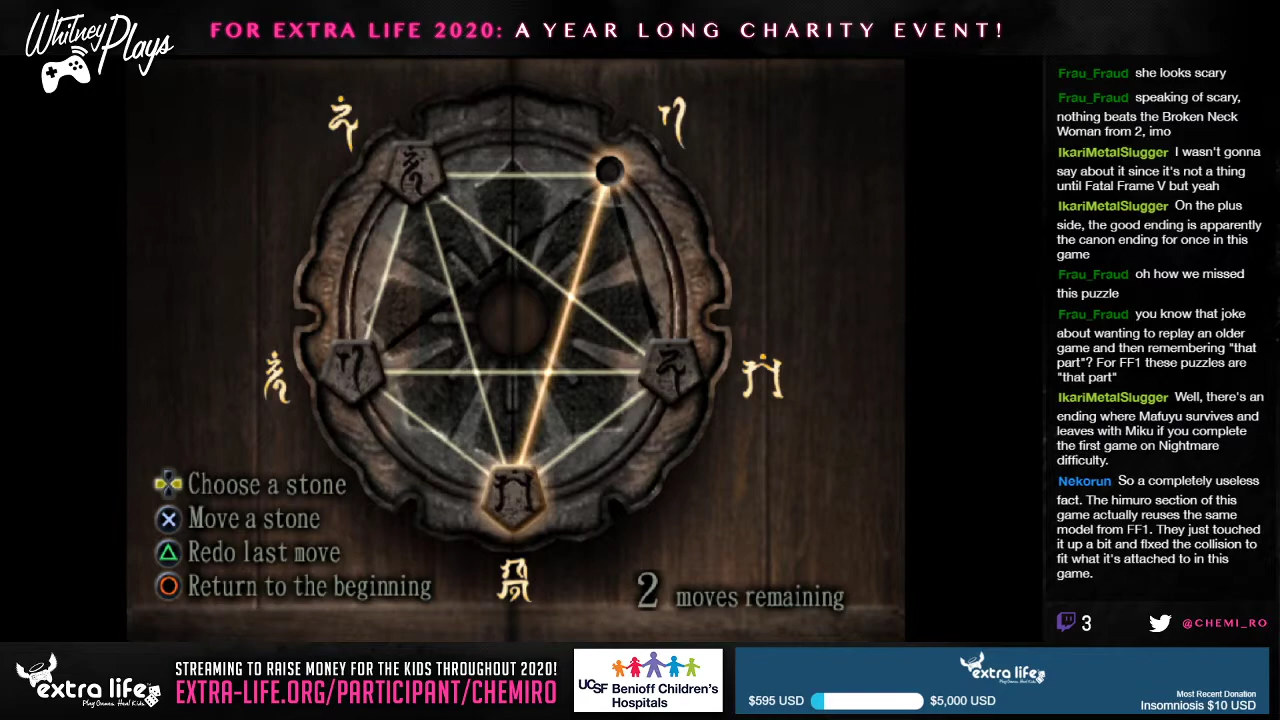 Whitney Plays
FOR EXTRA LIFE 2020: A YEAR LONG CHARITY EVENT!
Choose a stone
Move a stone
Redo last move
Return to the beginning
2 moves remaining
Frau_Fraud she looks scary
Frau_Fraud speaking of scary,
nothing beats the Broken Neck
Woman from 2, imo
IkariMetalSlugger I wasn't gonna
say about it since it's not a thing
until Fatal Frame V but yeah
IkariMetalSlugger On the plus
side, the good ending is apparently
the canon ending for once in this
game
Frau_Fraud oh how we missed
this puzzle
Frau_Fraud you know that joke
about wanting to replay an older
game and then remembering "that
part"? For FF1 these puzzles are
"that part"
IkariMetalSlugger Well, there's an
ending where Mafuyu survives and
leaves with Miku if you complete
the first game on Nightmare
difficulty.
Nekorun So a completely useless
fact. The himuro section of this
game actually reuses the same
model from FF1. They just touched
it up a bit and fIxed the collision to
fit what it's attached to in this
game.
3 @CHEMI_RO
extra life
Play Games. Heal Kids.
STREAMING TO RAISE MONEY FOR THE KIDS THROUGHOUT 2020!
EXTRA-LIFE.ORG/PARTICIPANT/CHEMIRO
UCSF Benioff Children's
Hospitals
extra life
$595 USD $5,000 USD
Most Recent Donation
Insomniosis $10 USD